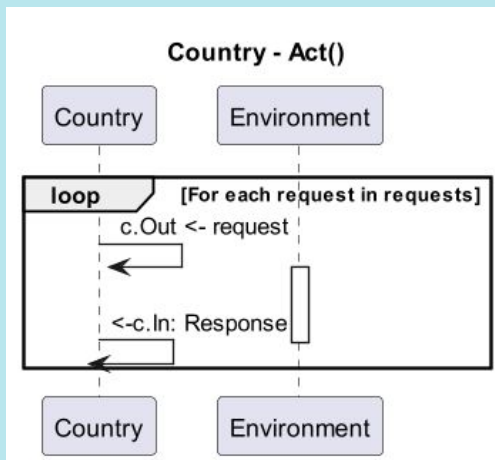 Country - Act()
Country Environment
loop [For each request in requests]
c.Out <- request
<-c.In: Response
Country Environment